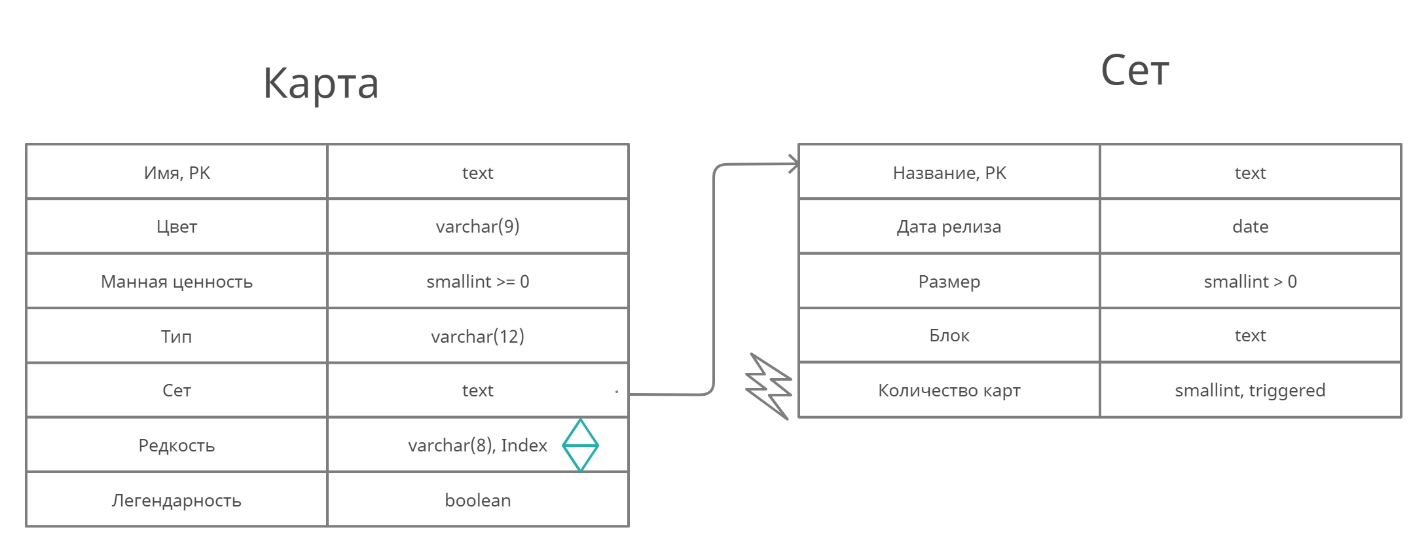 Карта
Имя, PK text
Цвет varchar(9)
Манная ценность smallint >= 0
Тип varchar(12)
Сет text
Редкость varchar(8), Index
Легендарность boolean
Сет
Название, PK text
Дата релиза date
Размер smallint > 0
Блок text
Количество карт smallint, triggered